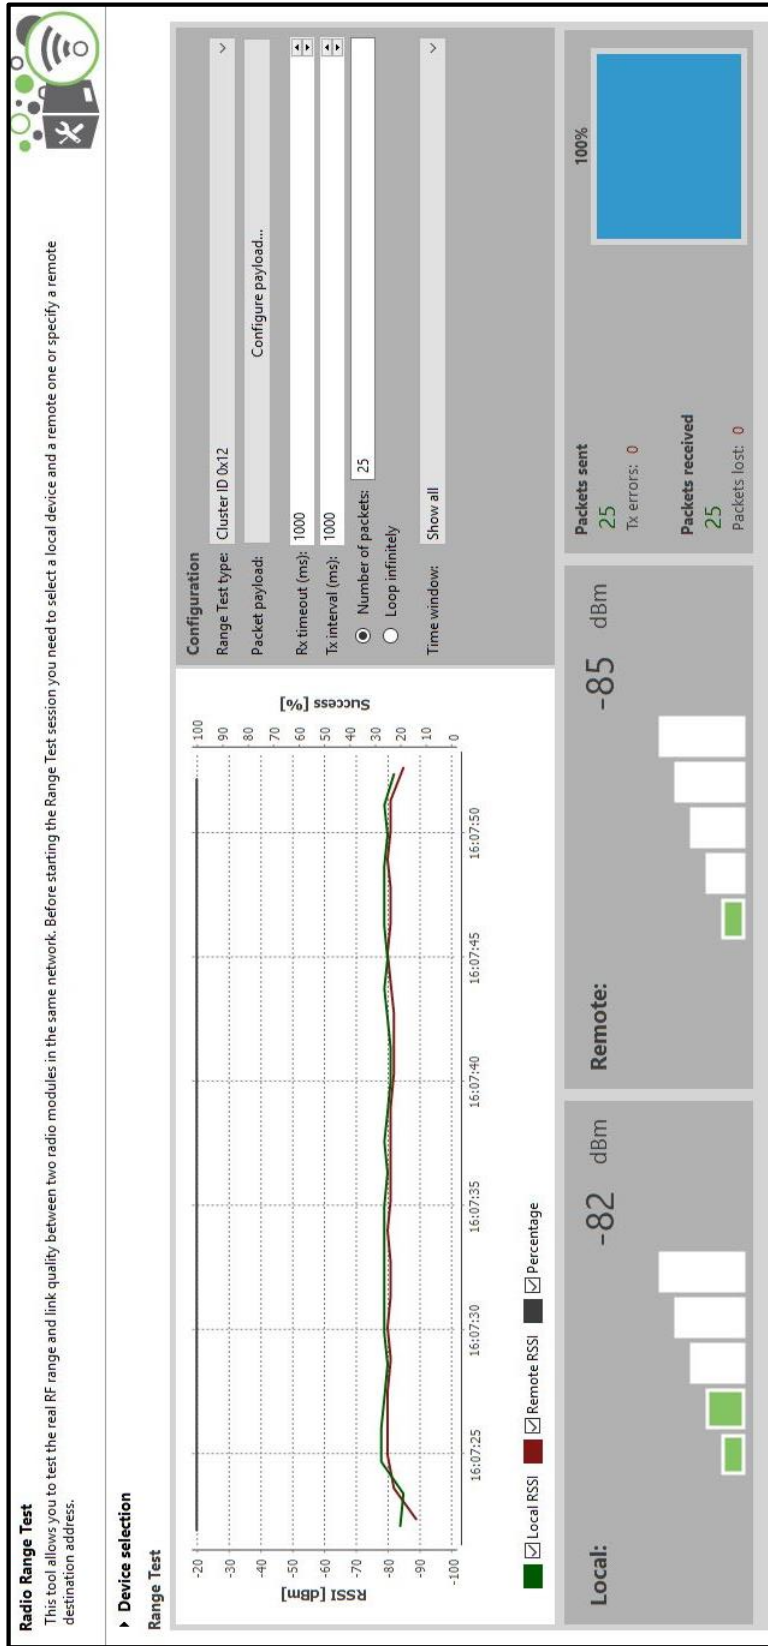 Radio Range Test
This tool allows you to test the real RF range and link quality between two radio modules in the same network. Before starting the Range Test session you need to select a local device and a remote one or specify a remote
destination address.
Device selection
Range Test
RSSI [dBm]
-20
-30
-40
-50
-60
-70
-80
-90
-100
16:07:25
16:07:30
16:07:35
16:07:40
16:07:45
16:07:50
Success [%]
100
90
80
70
60
50
40
30
20
10
0
Local RSSI Remote RSSI Percentage
Configuration
Range Test type: Cluster ID 0x12
Packet payload: Configure payload...
Rx timeout (ms): 1000
Tx interval (ms): 1000
Number of packets: 25
Loop infinitely
Time window: Show all
Local: -82 dBm
Remote: -85 dBm
Packets sent
25
Tx errors: 0
Packets received
25
Packets lost: 0
100%